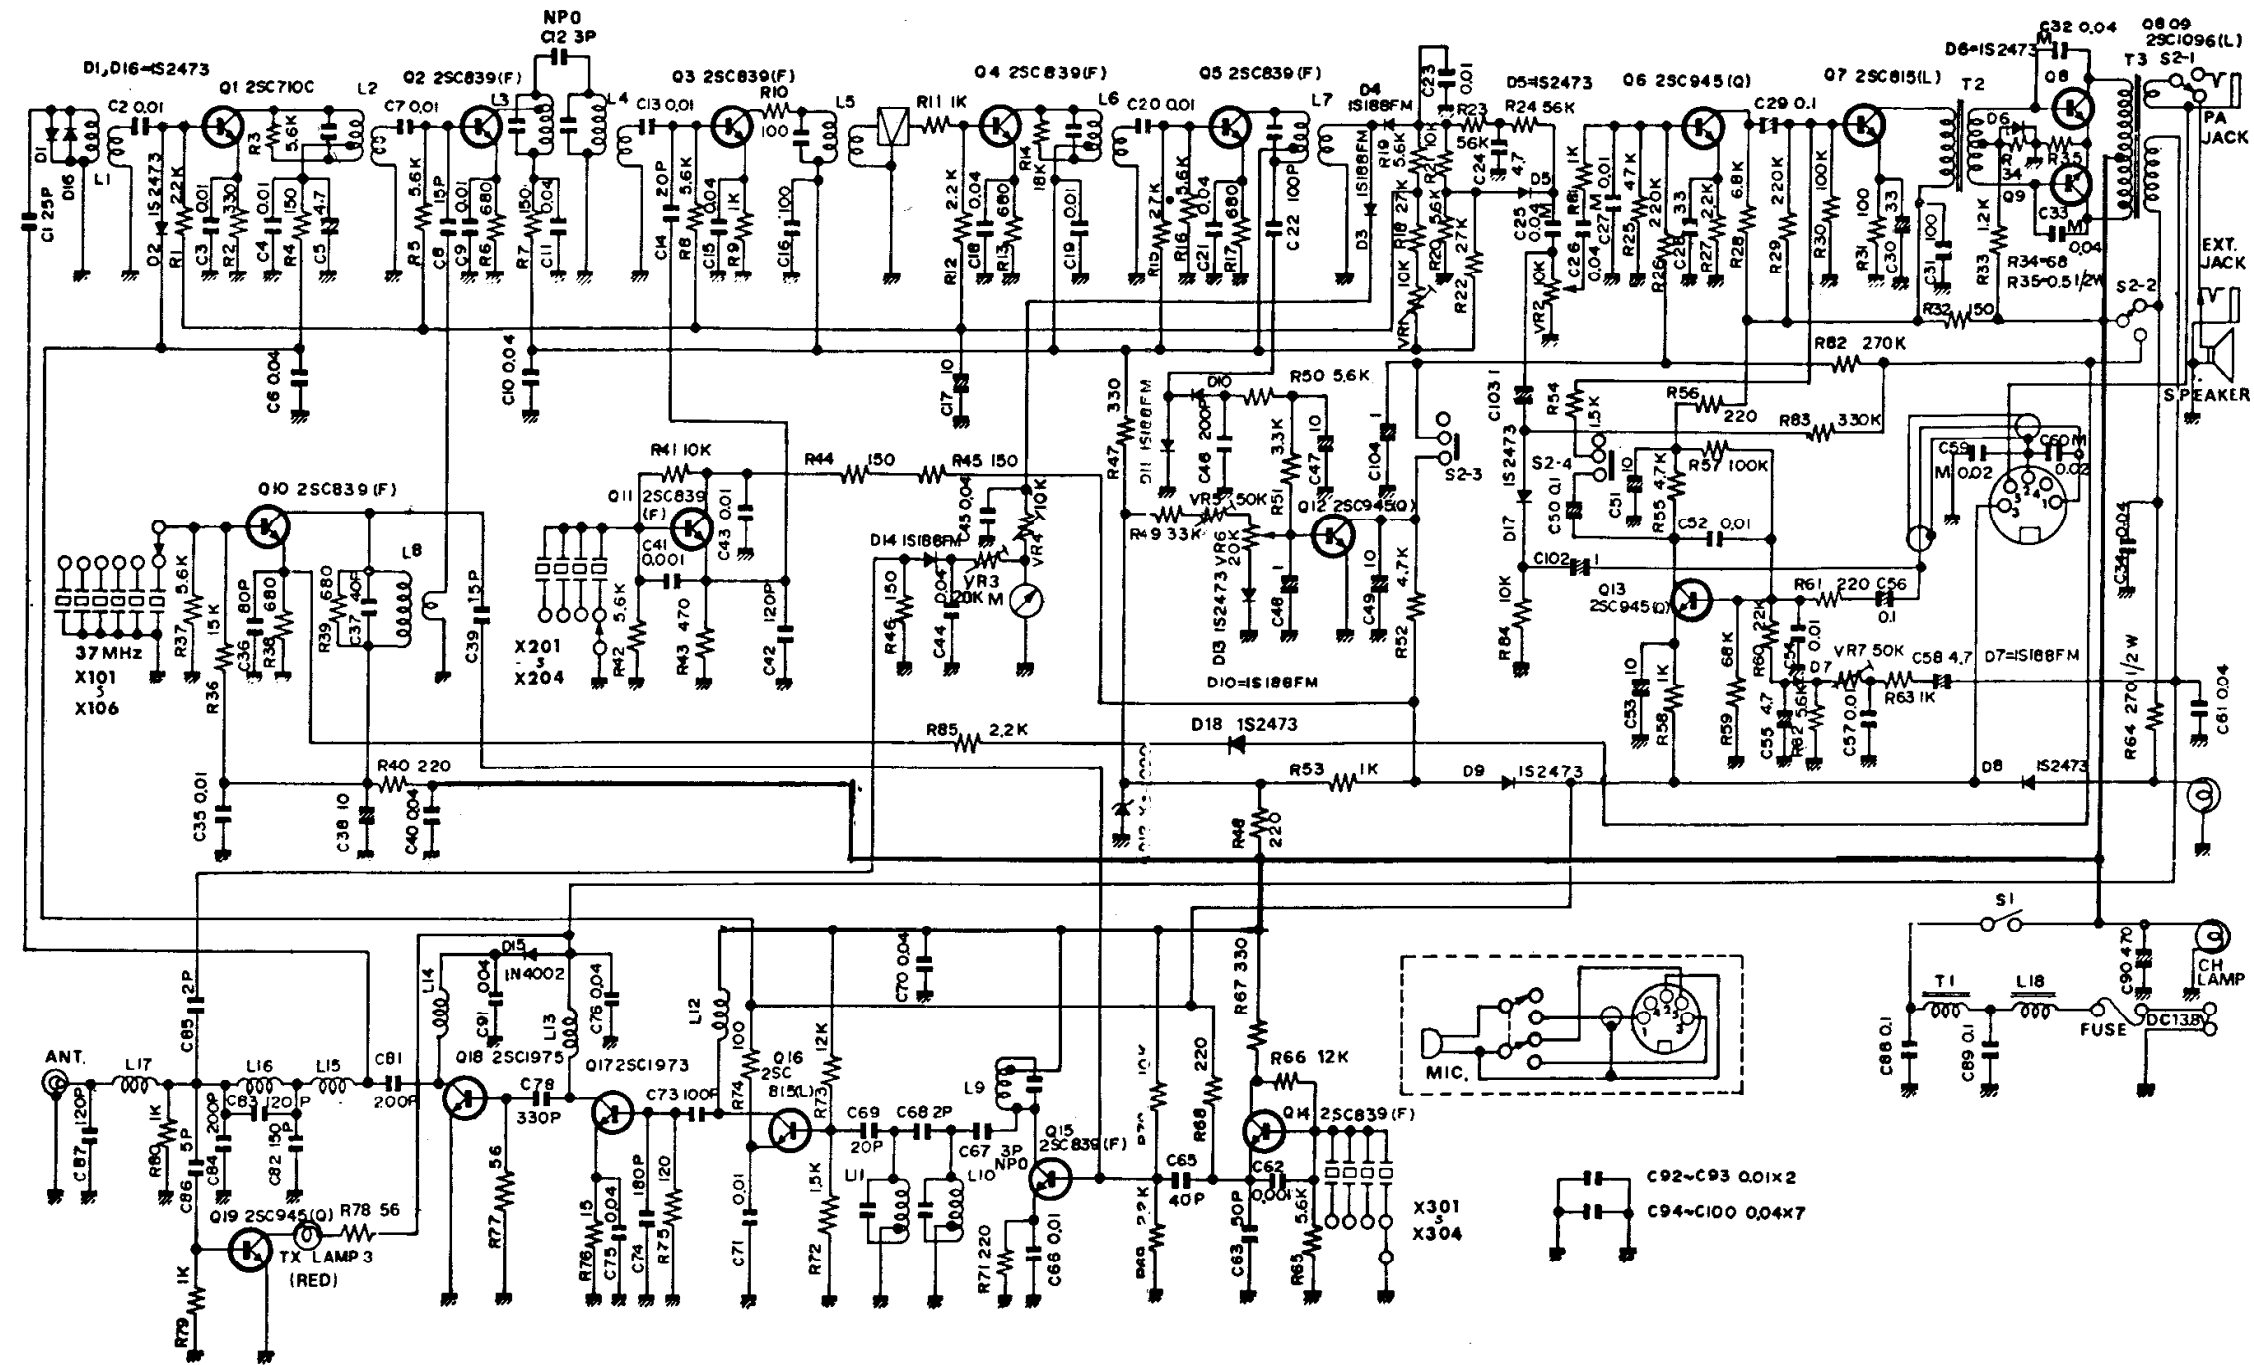 NPO
C12 3P
D1,D16=1S2473
Q1 2SC710C
L2
Q2 2SC839(F)
L3
L4
Q3 2SC839(F)
R10
100
L5
Q4 2SC839(F)
L6
Q5 2SC839(F)
L7
D4
1S188FM
C23
0.01
D5=1S2473
Q6 2SC945(Q)
Q7 2SC815(L)
T2
D6=1S2473
C32 0.04
M
Q8
T3
Q8 Q9
2SC1096(L)
S2-1
PA
JACK
C2 0.01
R3
5.6K
C7 0.01
C13 0.01
R11 1K
R14
18K
C20 0.01
R19 5.6K
R21 10K
R23
56K
R24 56K
C24
4.7
D5
R81
1K
C29 0.1
D6
R
34
R35
Q9
C33
M
0.04
D1
D16
L1
C1 25P
D2
1S2473
R1
2.2K
C3 0.01
R2 330
C4 0.01
R4 150
C5 4.7
R5 5.6K
C8 15P
C9 0.01
R6 680
R7 150
C11 0.04
C14 20P
R8 5.6K
C15 0.04
R9 1K
C16 100
R12 2.2K
C18 0.04
R13 680
C19 0.01
R15 27K
R16 5.6K
C21 0.04
R17 680
C22 100P
D3 1S188FM
R18 27K
10K
VR1
R20 5.6K
R22 27K
C25
0.04
M
VR2 10K
C26
0.04
C27 M 0.01
R25 47K
R26 220K
C28 33
R27 2.2K
R28 6.8K
R29 220K
R30 100K
R31 100
C30 33
C31 100
R33 1.2K
R34=68
R35=0.5 1/2W
EXT.
JACK
S2-2
R32 150
R82 270K
SPEAKER
C6 0.04
C10 0.04
C17 10
R47 330
D11 1S188FM
D10
C46 200P
R50 5.6K
R51 33K
C47 10
C104 1
S2-3
C103 1
R54
1.5K
R56
220
R83 330K
S2-4
R57 100K
C51 10
R55 4.7K
C50 0.1
1S2473
D17
C52 0.01
C102 1
C59
M 0.02
C60 M
0.02
C34 0.04
R41 10K
R44 150
R45 150
Q10 2SC839(F)
Q11 2SC839
(F)
C41
0.001
C43 0.01
C45 0.04
10K
VR4
D14 1S188FM
VR3
20K
M
R46 150
C44 0.04
R49 33K
VR5 50K
VR6
20K
D13 1S2473
Q12 2SC945(Q)
C48 1
C49 10
R52 4.7K
R84 10K
Q13
2SC945(Q)
R61 220
C56
0.1
L8
37MHz
X101
S
X106
R37 5.6K
R36 15K
C36 80P
R38 680
R39 680
C37 40P
C39 15P
X201
S
X204
R42 5.6K
R43 470
C42 120P
D10=1S188FM
C53 10
R58 1K
R59 68K
R60 22K
C54 0.01
D7
VR7 50K
C55 4.7
R62 5.6K
C57 0.01
R63 1K
C58 4.7
D7=1S188FM
R64 270 1/2W
C61 0.04
R85 2.2K
D18 1S2473
R40 220
C35 0.01
C38 10
C40 0.04
R53 1K
D9 1S2473
D8 1S2473
R48
220
S1
CH
LAMP
C90 470
T1
L18
FUSE
DC13.8V
C88 0.1
C89 0.1
C85 2P
L14
D15
1N4002
C91 0.04
L13
C76 0.04
L12
C70 0.04
R67 330
MIC.
ANT.
L17
L16
L15
C81
200P
Q18 2SC1975
Q17 2SC1973
C78
330P
C73 100P
R74 100
Q16
2SC
815(L)
R73 12K
C69
20P
C68 2P
C67 3P
NPO
L9
Q15
2SC839(F)
R70 10K
R68 220
R66 12K
Q14 2SC839(F)
C87 120P
R80 1K
C86 5P
C84 200P
C83 120P
C82 150P
R77 56
R76 15
C75 0.04
C74 180P
R75 120
C71 0.01
R72 1.5K
L11
L10
R71 220
C66 0.01
R69 2.2K
C65
40P
C62
0.001
C63 50P
R65 5.6K
X301
S
X304
C92~C93 0.01×2
C94~C100 0.04×7
Q19 2SC945(Q)
R78 56
TX LAMP 3
(RED)
R79 1K